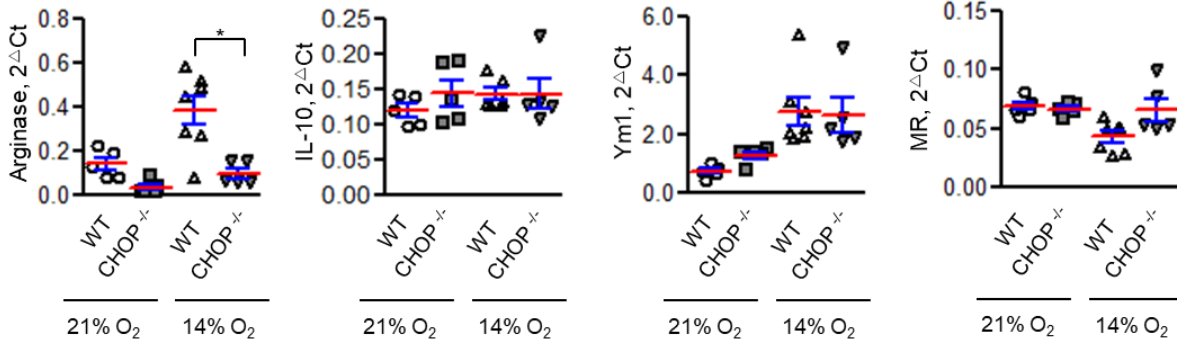 Arginase, 2^△Ct
0.8
0.6
0.4
0.2
0.0
*
WT
CHOP^-/-
WT
CHOP^-/-
21% O₂
14% O₂
IL-10, 2^△Ct
0.25
0.20
0.15
0.10
0.05
0.00
WT
CHOP^-/-
WT
CHOP^-/-
21% O₂
14% O₂
Ym1, 2^△Ct
6.0
4.0
2.0
0.0
WT
CHOP^-/-
WT
CHOP^-/-
21% O₂
14% O₂
MR, 2^△Ct
0.15
0.10
0.05
0.00
WT
CHOP^-/-
WT
CHOP^-/-
21% O₂
14% O₂